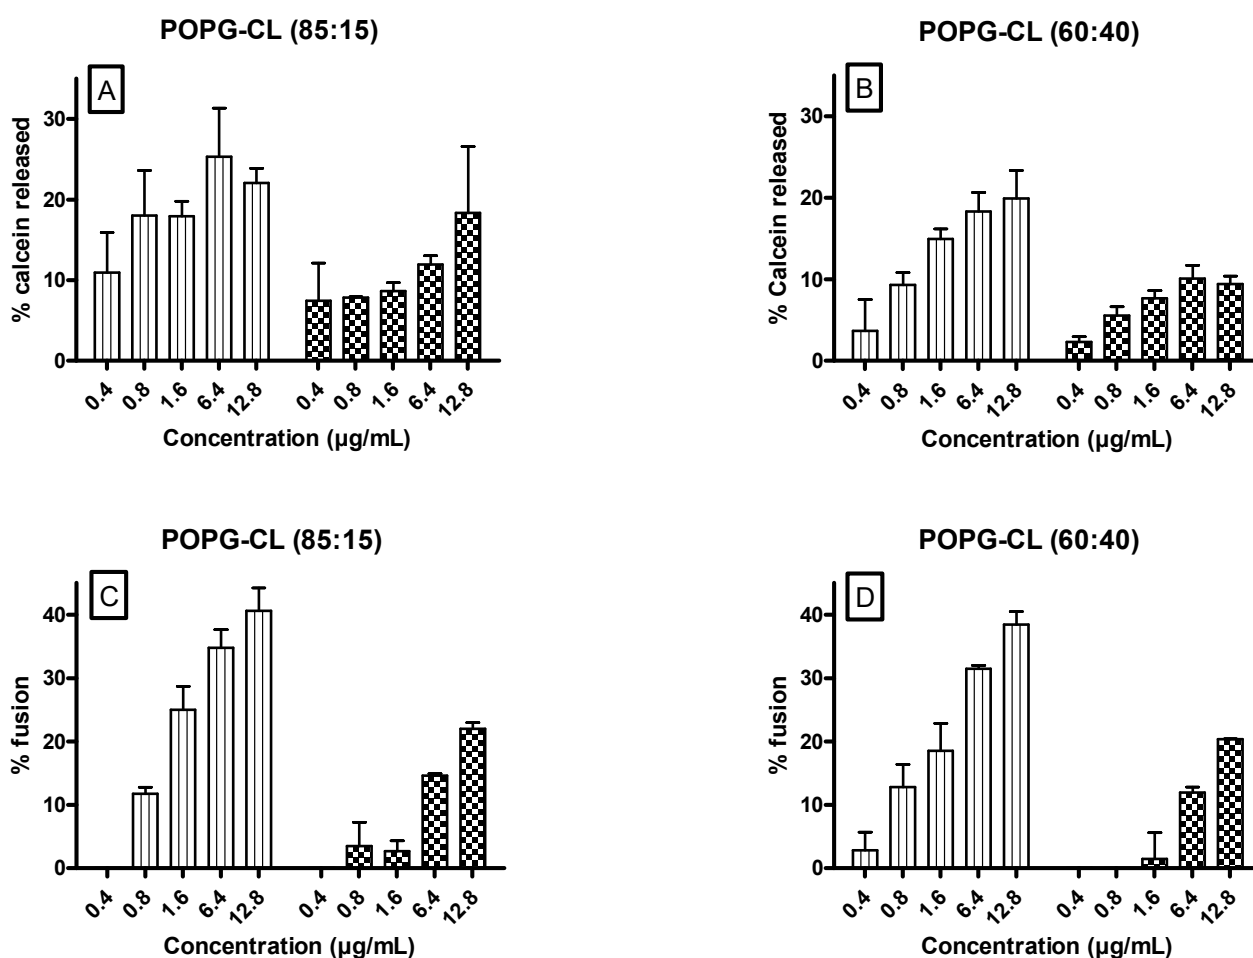 POPG-CL (85:15)
A
% calcein released
30
20
10
0
0.4 0.8 1.6 6.4 12.8 0.4 0.8 1.6 6.4 12.8
Concentration (µg/mL)
POPG-CL (60:40)
B
% Calcein released
30
20
10
0
0.4 0.8 1.6 6.4 12.8 0.4 0.8 1.6 6.4 12.8
Concentration (µg/mL)
POPG-CL (85:15)
C
% fusion
40
30
20
10
0
0.4 0.8 1.6 6.4 12.8 0.4 0.8 1.6 6.4 12.8
Concentration (µg/mL)
POPG-CL (60:40)
D
% fusion
40
30
20
10
0
0.4 0.8 1.6 6.4 12.8 0.4 0.8 1.6 6.4 12.8
Concentration (µg/mL)